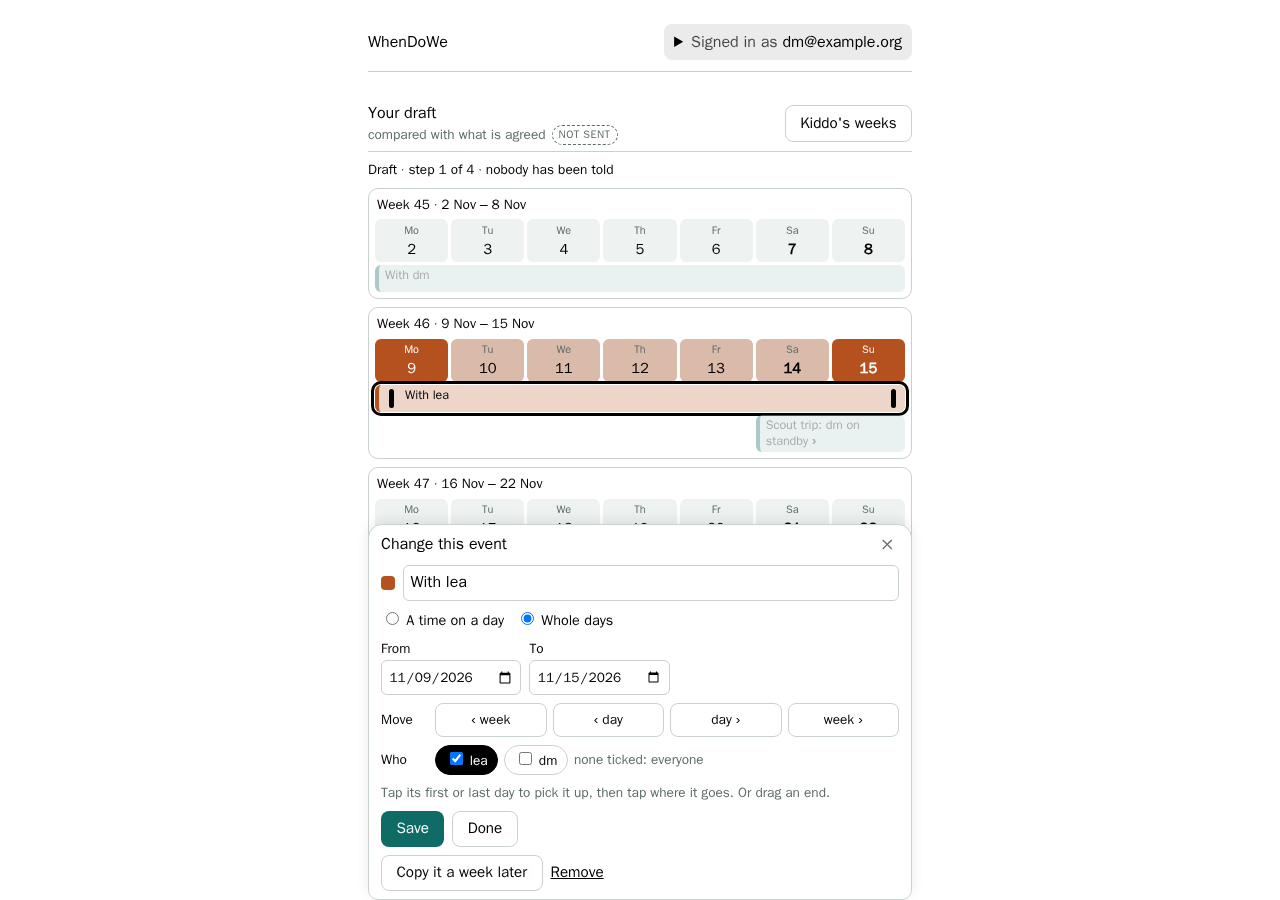 WhenDoWe
▶ Signed in as dm@example.org
Your draft
compared with what is agreed NOT SENT
Kiddo's weeks
Draft · step 1 of 4 · nobody has been told
Week 45 · 2 Nov – 8 Nov
Mo Tu We Th Fr Sa Su
2 3 4 5 6 7 8
With dm
Week 46 · 9 Nov – 15 Nov
Mo Tu We Th Fr Sa Su
9 10 11 12 13 14 15
With lea
Scout trip: dm on
standby ›
Week 47 · 16 Nov – 22 Nov
Mo Tu We Th Fr Sa Su
Change this event ×
With lea
A time on a day Whole days
From To
11/09/2026 11/15/2026
Move ‹ week ‹ day day › week ›
Who lea dm none ticked: everyone
Tap its first or last day to pick it up, then tap where it goes. Or drag an end.
Save Done
Copy it a week later Remove